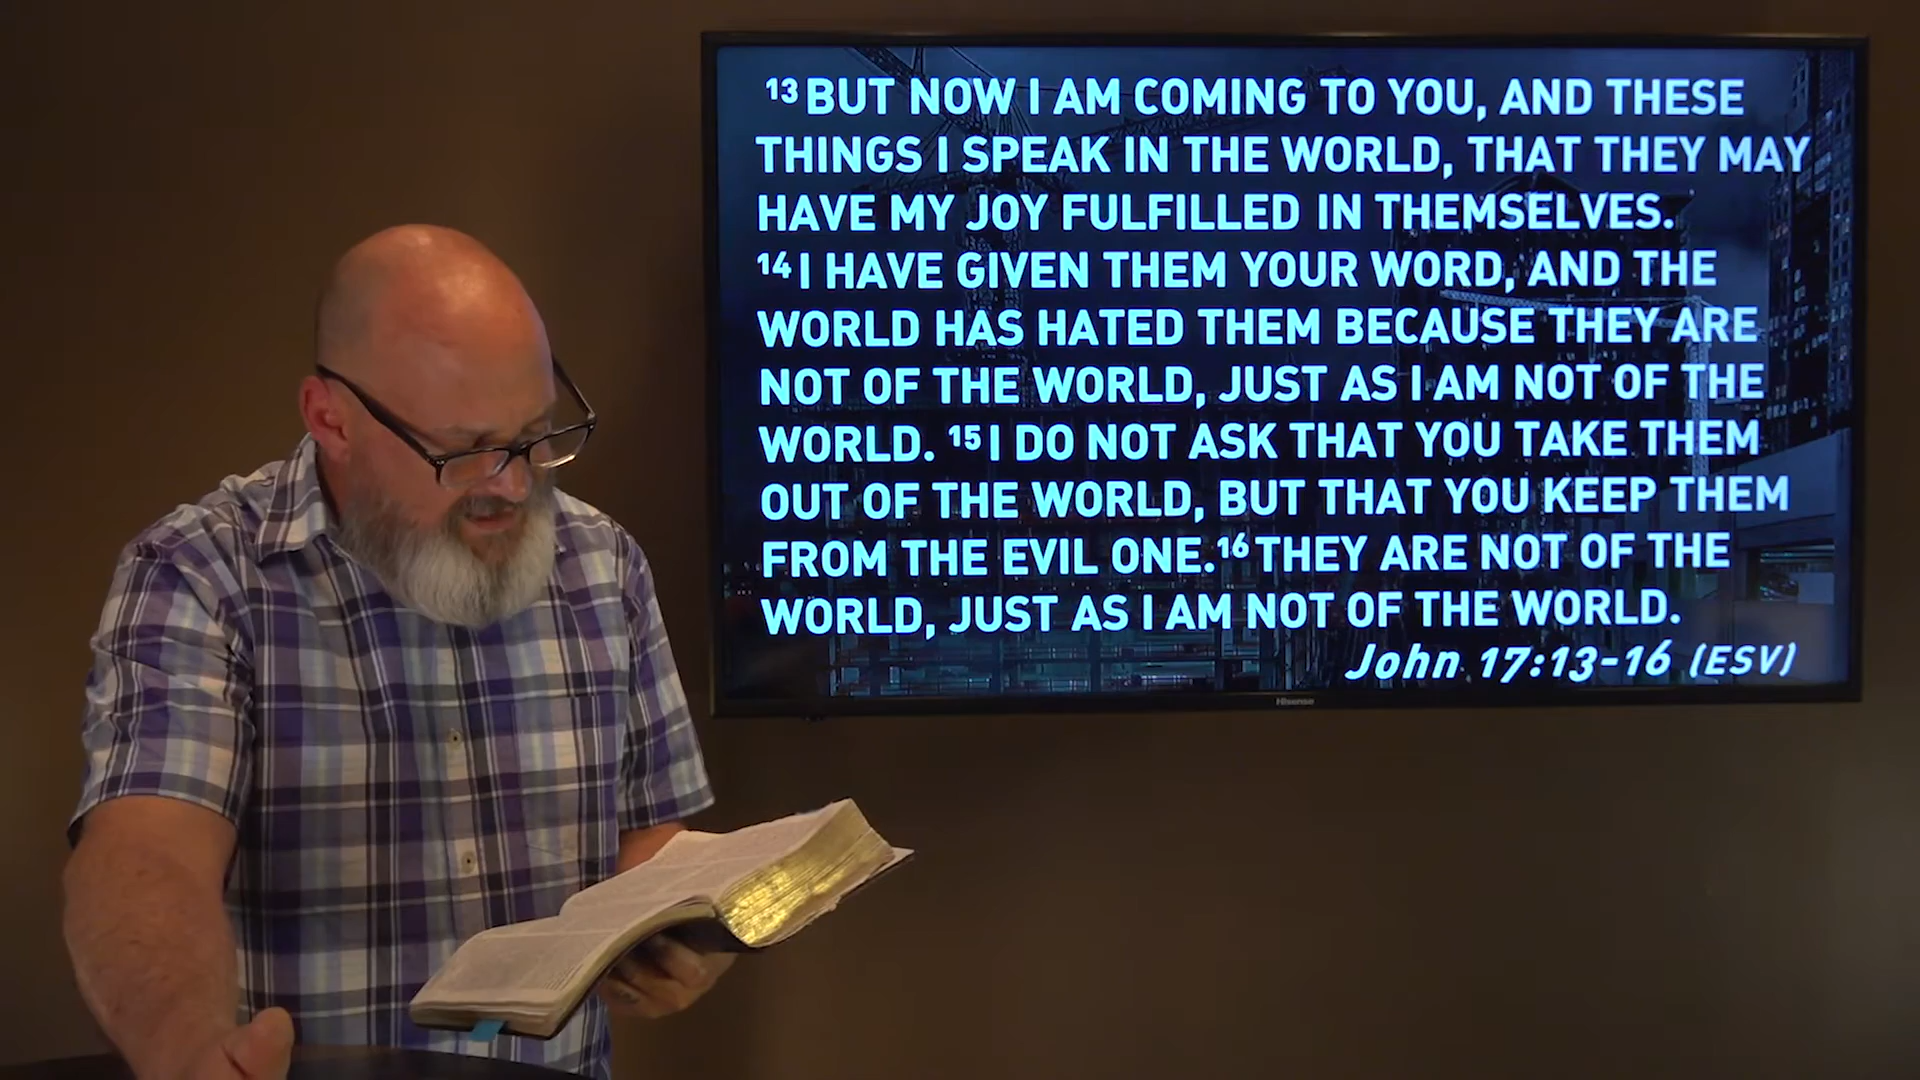 ¹³ BUT NOW I AM COMING TO YOU, AND THESE
THINGS I SPEAK IN THE WORLD, THAT THEY MAY
HAVE MY JOY FULFILLED IN THEMSELVES.
¹⁴ I HAVE GIVEN THEM YOUR WORD, AND THE
WORLD HAS HATED THEM BECAUSE THEY ARE
NOT OF THE WORLD, JUST AS I AM NOT OF THE
WORLD. ¹⁵ I DO NOT ASK THAT YOU TAKE THEM
OUT OF THE WORLD, BUT THAT YOU KEEP THEM
FROM THE EVIL ONE. ¹⁶ THEY ARE NOT OF THE
WORLD, JUST AS I AM NOT OF THE WORLD.
John 17:13-16 (ESV)
Hisense